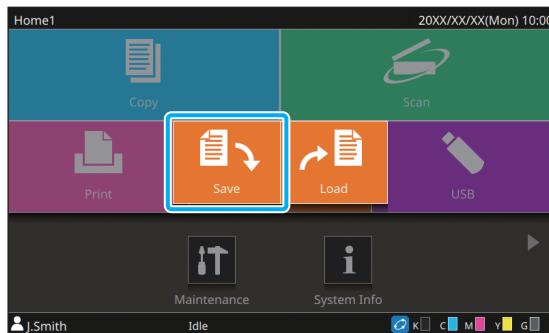 Home1 20XX/XX/XX(Mon) 10:00
Copy Scan
Print Save Load USB
Maintenance System Info
J.Smith Idle K C M Y G